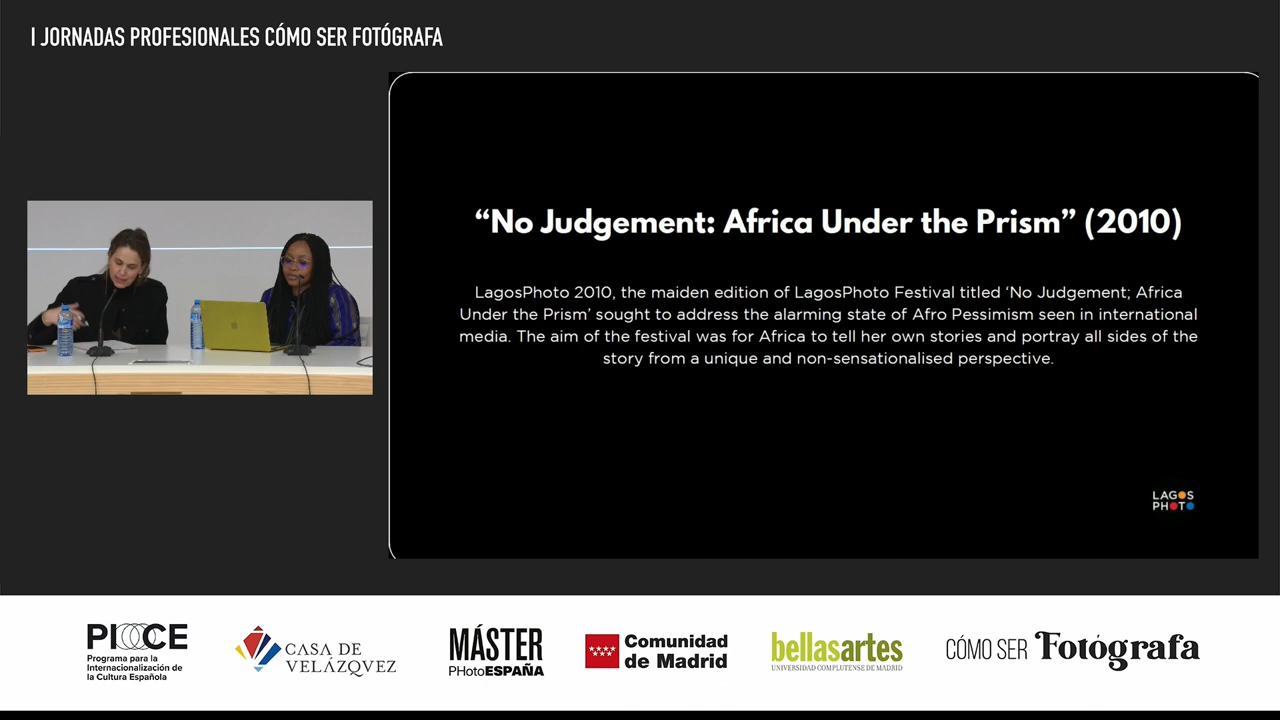 I JORNADAS PROFESIONALES CÓMO SER FOTÓGRAFA
“No Judgement: Africa Under the Prism” (2010)
LagosPhoto 2010, the maiden edition of LagosPhoto Festival titled ‘No Judgement; Africa
Under the Prism’ sought to address the alarming state of Afro Pessimism seen in international
media. The aim of the festival was for Africa to tell her own stories and portray all sides of the
story from a unique and non-sensationalised perspective.
LAGOS
PHOTO
PICCE
Programa para la
Internacionalización de
la Cultura Española
CASA DE
VELÁZQVEZ
MÁSTER
PHotoESPAÑA
Comunidad
de Madrid
bellasartes
UNIVERSIDAD COMPLUTENSE DE MADRID
CÓMO SER Fotógrafa